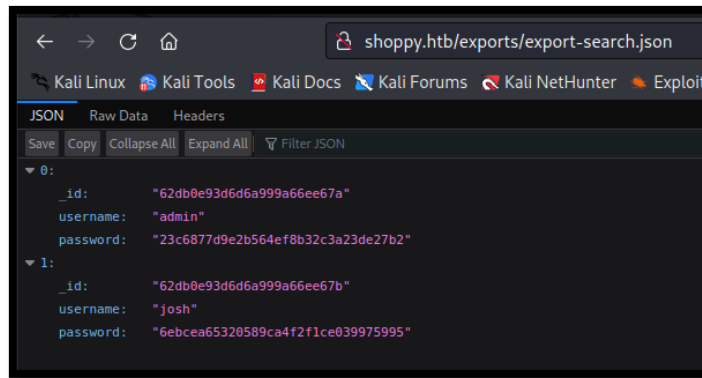 shoppy.htb/exports/export-search.json
Kali Linux Kali Tools Kali Docs Kali Forums Kali NetHunter Exploit
JSON Raw Data Headers
Save Copy Collapse All Expand All Filter JSON
0:
_id: "62db0e93d6d6a999a66ee67a"
username: "admin"
password: "23c6877d9e2b564ef8b32c3a23de27b2"
1:
_id: "62db0e93d6d6a999a66ee67b"
username: "josh"
password: "6ebcea65320589ca4f2f1ce039975995"